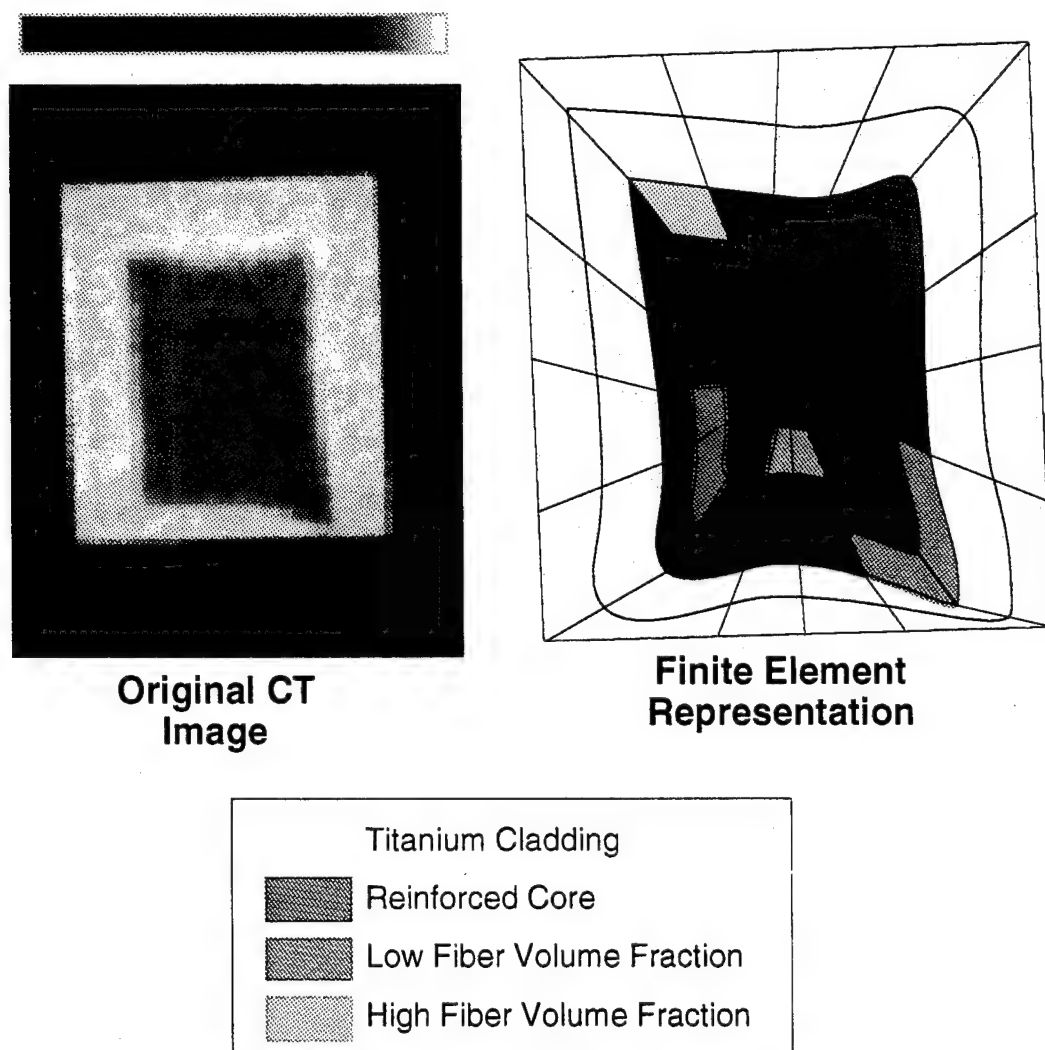 Original CT
Image
Finite Element
Representation
Titanium Cladding
Reinforced Core
Low Fiber Volume Fraction
High Fiber Volume Fraction